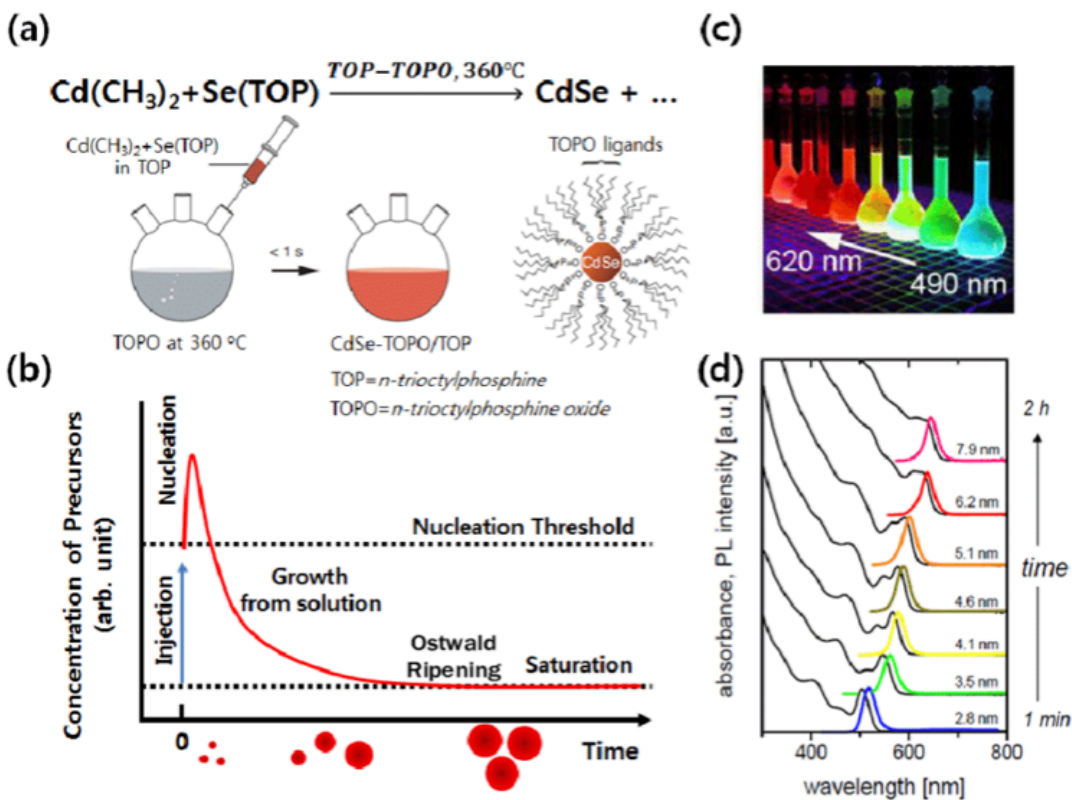 (a)
Cd(CH₃)₂+Se(TOP)
TOP−TOPO, 360℃
CdSe + ...
Cd(CH₃)₂+Se(TOP)
in TOP
< 1 s
TOPO at 360 ºC
CdSe-TOPO/TOP
TOP=n-trioctylphosphine
TOPO=n-trioctylphosphine oxide
TOPO ligands
CdSe
(b)
Concentration of Precursors
(arb. unit)
Nucleation
Injection
Nucleation Threshold
Growth
from solution
Ostwald
Ripening
Saturation
0
Time
(c)
620 nm
490 nm
(d)
absorbance, PL intensity [a.u.]
7.9 nm
6.2 nm
5.1 nm
4.6 nm
4.1 nm
3.5 nm
2.8 nm
2 h
time
1 min
400
600
800
wavelength [nm]